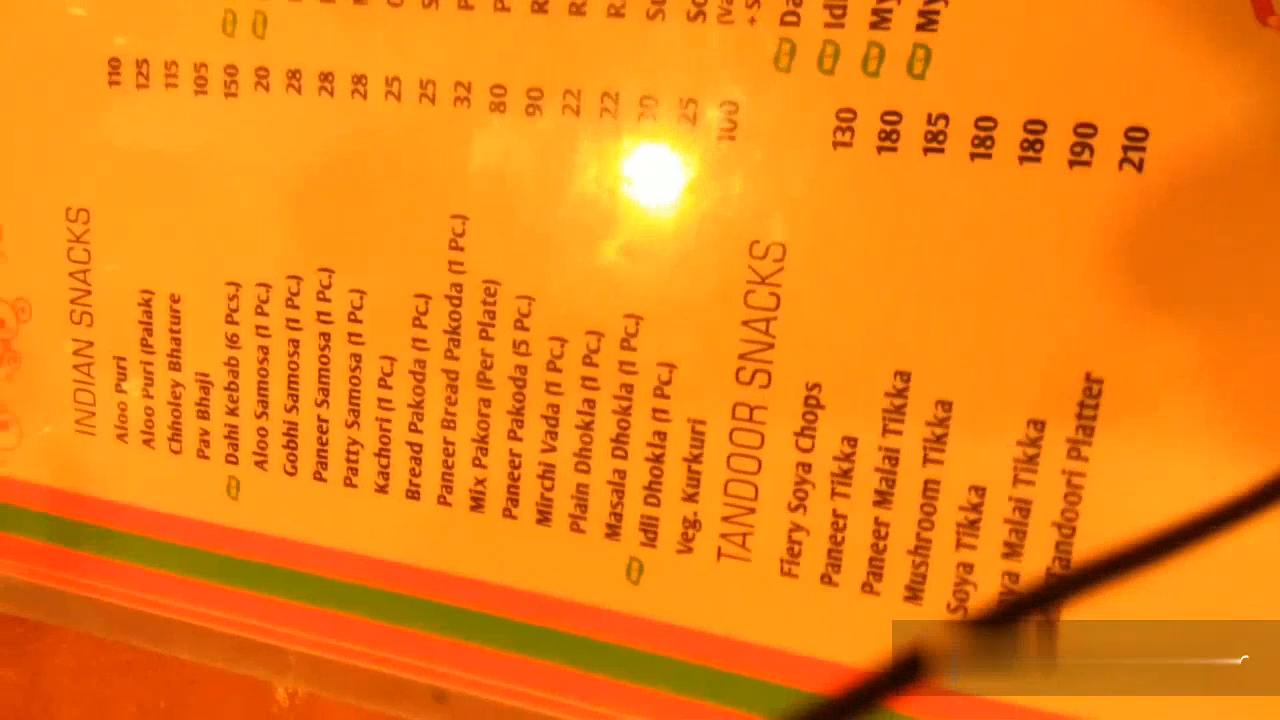 INDIAN SNACKS
Aloo Puri 110
Aloo Puri (Palak) 125
Chholey Bhature 115
Pav Bhaji 105
Dahi Kebab (6 Pcs.) 150
Aloo Samosa (1 Pc.) 20
Gobhi Samosa (1 Pc.) 28
Paneer Samosa (1 Pc.) 28
Patty Samosa (1 Pc.) 28
Kachori (1 Pc.) 25
Bread Pakoda (1 Pc.) 25
Paneer Bread Pakoda (1 Pc.) 32
Mix Pakora (Per Plate) 80
Paneer Pakoda (5 Pc.) 90
Mirchi Vada (1 Pc.) 22
Plain Dhokla (1 Pc.) 22
Masala Dhokla (1 Pc.)
Idli Dhokla (1 Pc.) 25
Veg. Kurkuri 100
TANDOOR SNACKS
Fiery Soya Chops 130
Paneer Tikka 180
Paneer Malai Tikka 185
Mushroom Tikka 180
Soya Tikka 180
Malai Tikka 190
Tandoori Platter 210